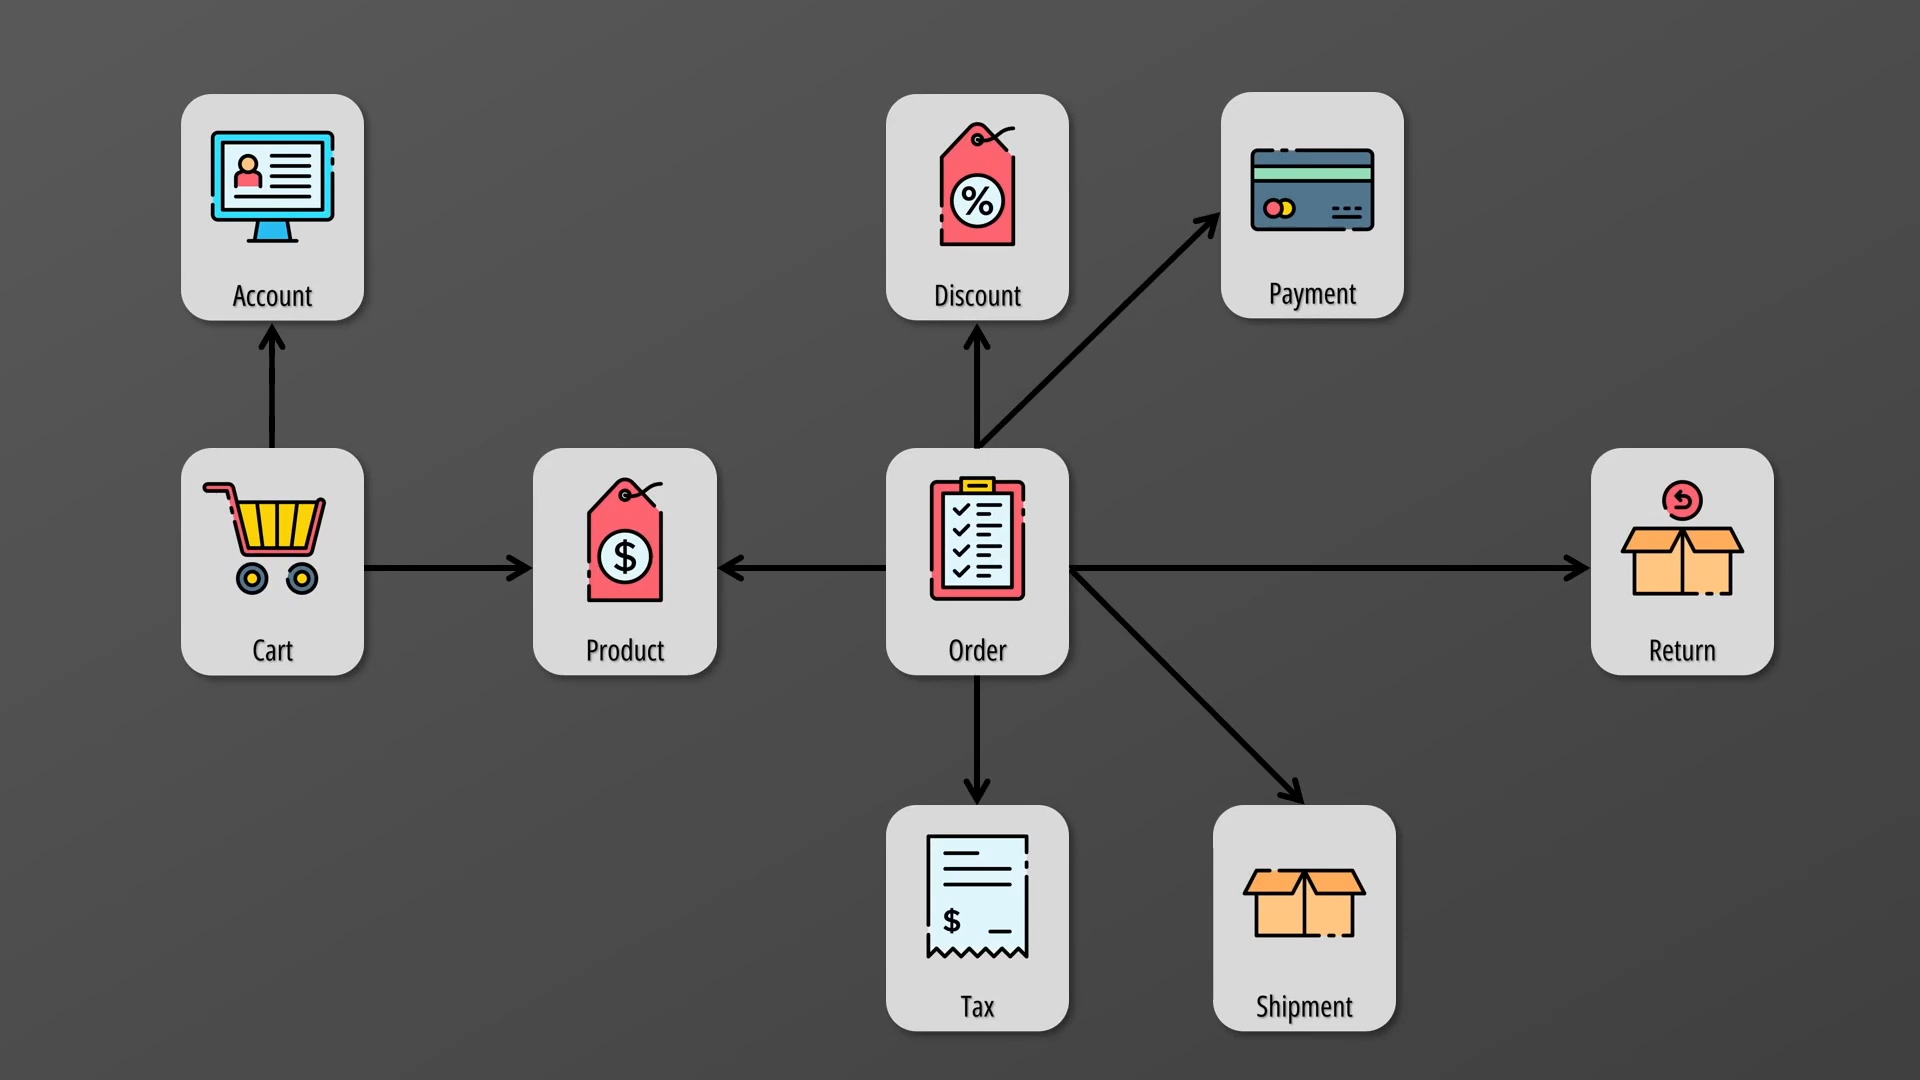 Account
Discount
Payment
%
Cart
Product
$
Order
Return
Tax
$
Shipment